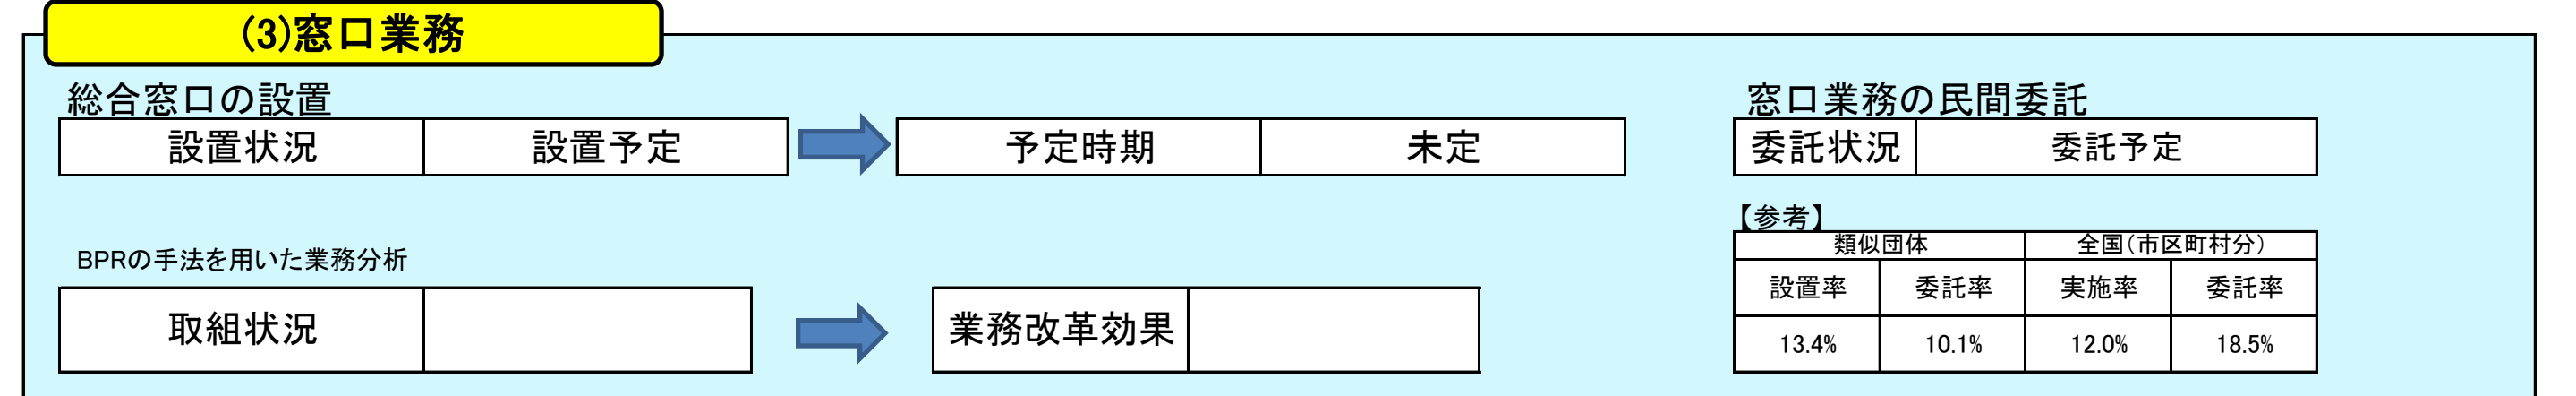 (3)窓口業務
総合窓口の設置
設置状況 設置予定 予定時期 未定
窓口業務の民間委託
委託状況 委託予定
BPRの手法を用いた業務分析
取組状況 業務改革効果
【参考】
類似団体 全国(市区町村分)
設置率 委託率 実施率 委託率
13.4% 10.1% 12.0% 18.5%